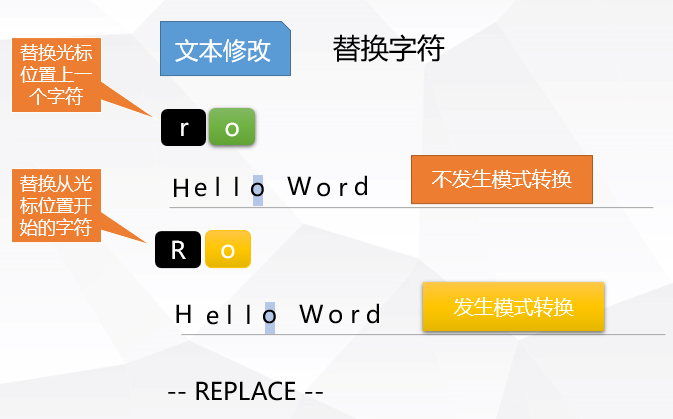 文本修改
替换字符
替换光标
位置上一
个字符
r o
Hello Word
不发生模式转换
替换从光
标位置开
始的字符
R o
Hello Word
发生模式转换
-- REPLACE --